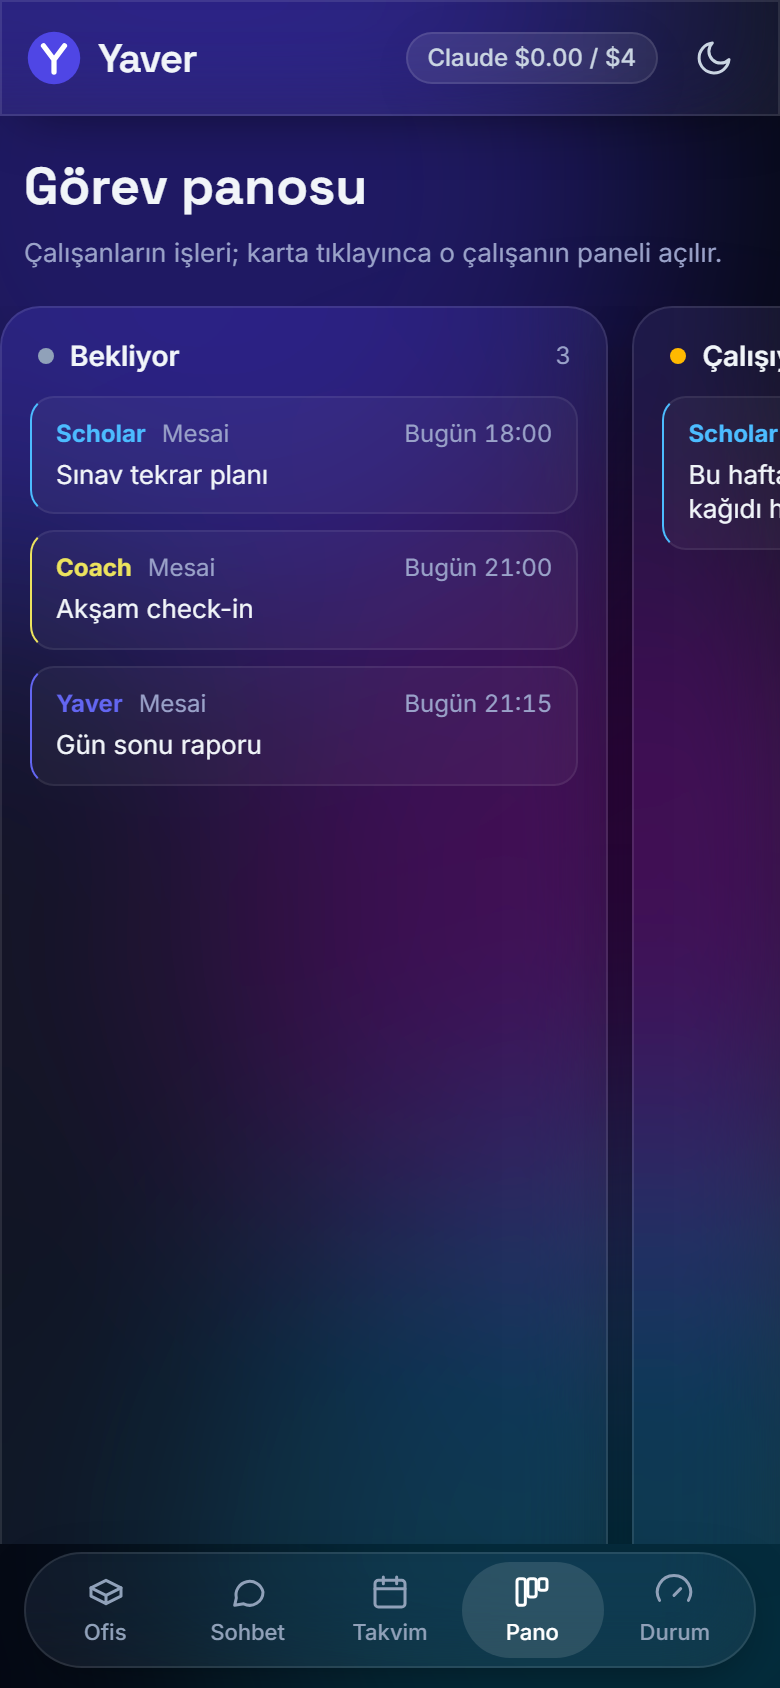 Yaver
Claude $0.00 / $4
Görev panosu
Çalışanların işleri; karta tıklayınca o çalışanın paneli açılır.
Bekliyor 3
Scholar Mesai Bugün 18:00
Sınav tekrar planı
Coach Mesai Bugün 21:00
Akşam check-in
Yaver Mesai Bugün 21:15
Gün sonu raporu
Scholar
Bu
kağıdı
Ofis Sohbet Takvim Pano Durum